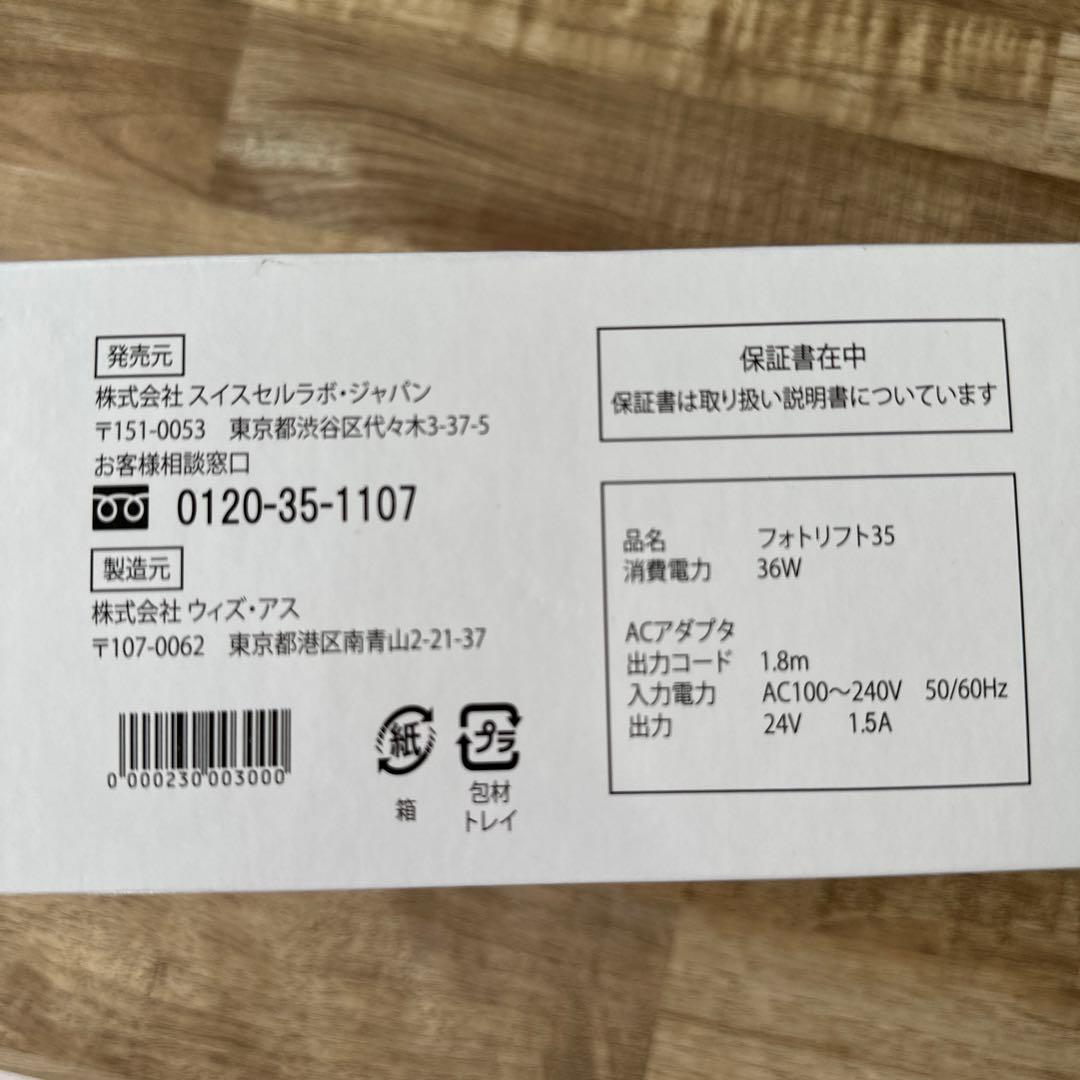 発売元
株式会社 スイスセルラボ・ジャパン
〒151-0053 東京都渋谷区代々木3-37-5
お客様相談窓口
0120-35-1107
製造元
株式会社 ウィズ・アス
〒107-0062 東京都港区南青山2-21-37
0 000230 003000
紙
箱
プラ
包材
トレイ
保証書在中
保証書は取り扱い説明書についています
品名 フォトリフト35
消費電力 36W
ACアダプタ
出力コード 1.8m
入力電力 AC100～240V 50/60Hz
出力 24V 1.5A